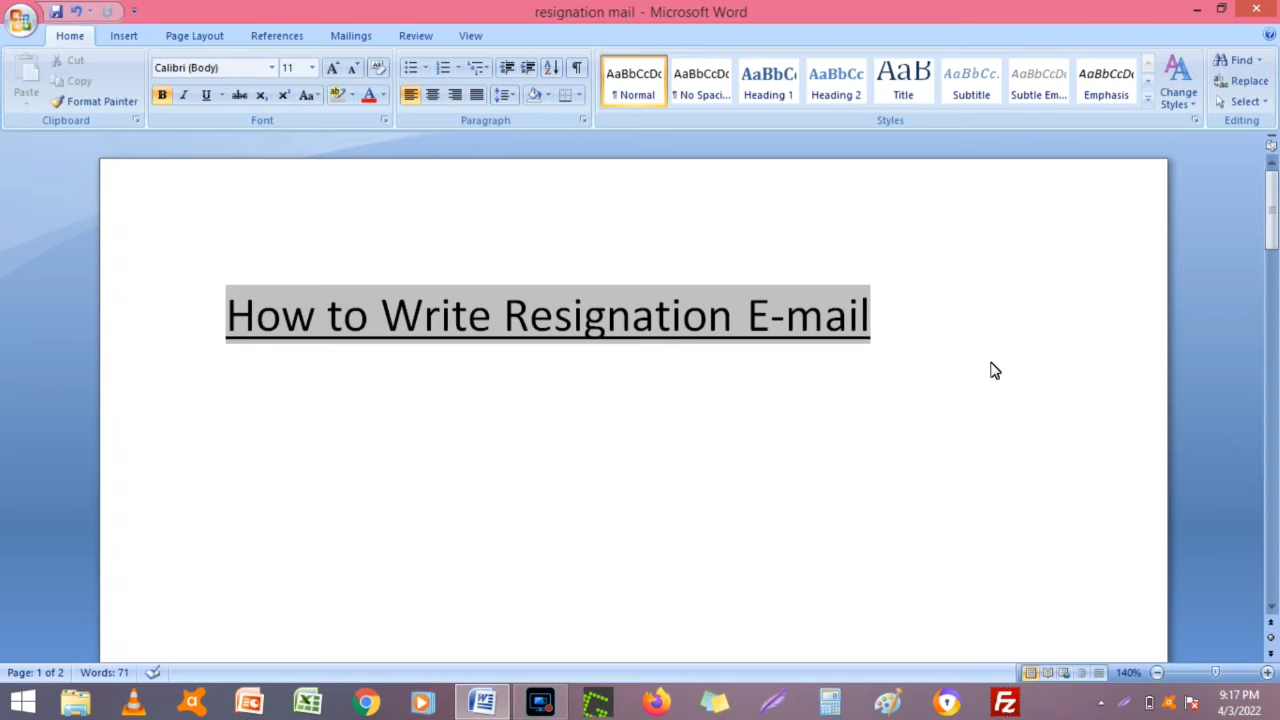 resignation mail - Microsoft Word
Home Insert Page Layout References Mailings Review View
Paste
Cut
Copy
Format Painter
Clipboard
Calibri (Body) 11
Font
Paragraph
AaBbCcDc AaBbCcDc AaBbC AaBbCc AaB AaBbCc. AaBbCcDc AaBbCcDc
¶ Normal ¶ No Spaci... Heading 1 Heading 2 Title Subtitle Subtle Em... Emphasis
Change Styles
Styles
Find
Replace
Select
Editing
How to Write Resignation E-mail
Page: 1 of 2 Words: 71 140%
9:17 PM
4/3/2022